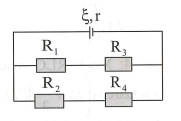 ξ, r
R₁ R₃
R₂ R₄